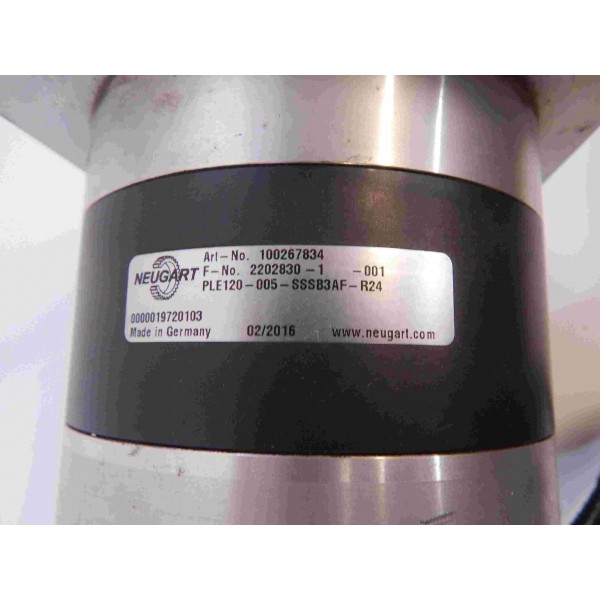 NEUGART
Art-No. 100267834
F-No. 2202830-1 -001
PLE120-005-SSSB3AF-R24
0000019720103
Made in Germany 02/2016 www.neugart.com